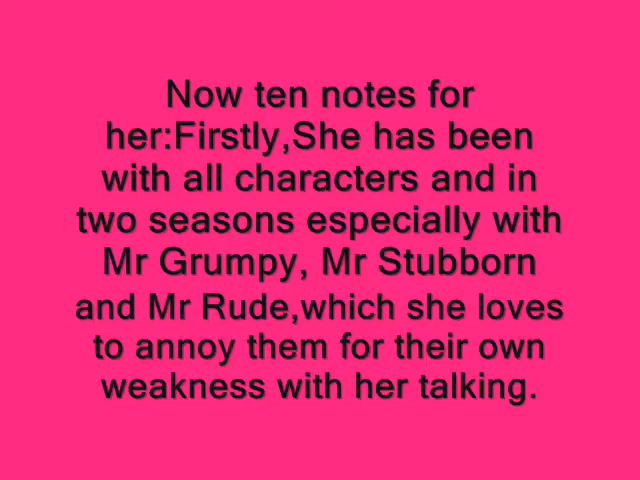 Now ten notes for
her:Firstly,She has been
with all characters and in
two seasons especially with
Mr Grumpy, Mr Stubborn
and Mr Rude,which she loves
to annoy them for their own
weakness with her talking.